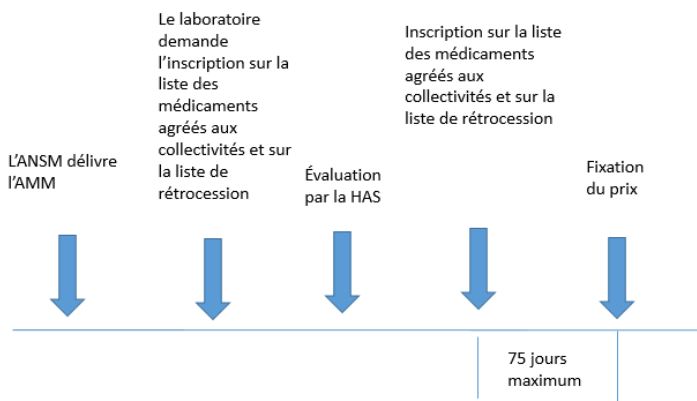 L'ANSM délivre
l'AMM
Le laboratoire
demande
l'inscription sur la
liste des
médicaments
agréés aux
collectivités et sur
la liste de
rétrocession
Évaluation
par la HAS
Inscription sur la liste
des médicaments
agréés aux
collectivités et sur la
liste de rétrocession
Fixation
du prix
75 jours
maximum